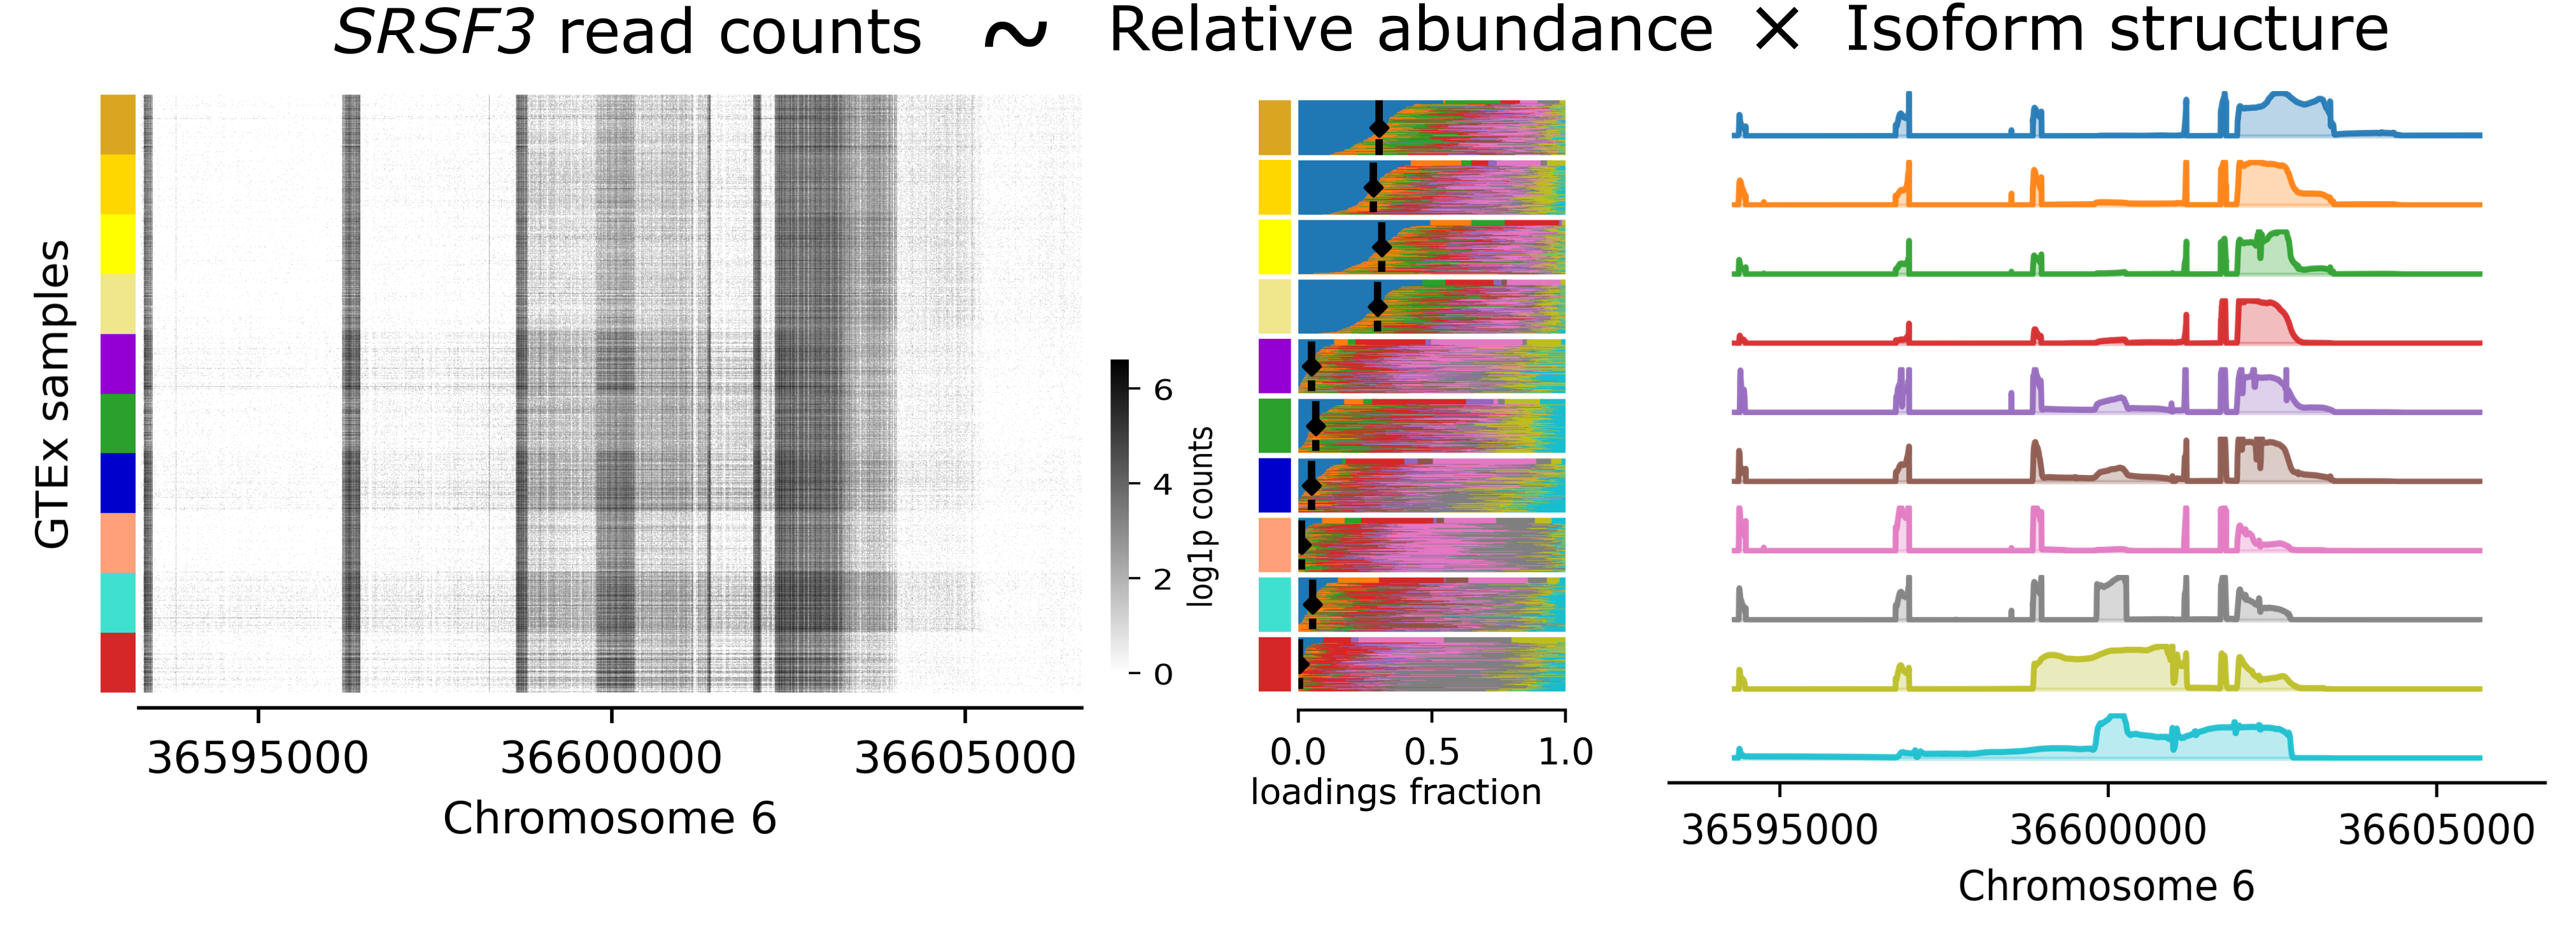 SRSF3 read counts ~ Relative abundance × Isoform structure
GTEx samples
36595000 36600000 36605000
Chromosome 6
6
4
2
0
log1p counts
0.0 0.5 1.0
loadings fraction
36595000 36600000 36605000
Chromosome 6